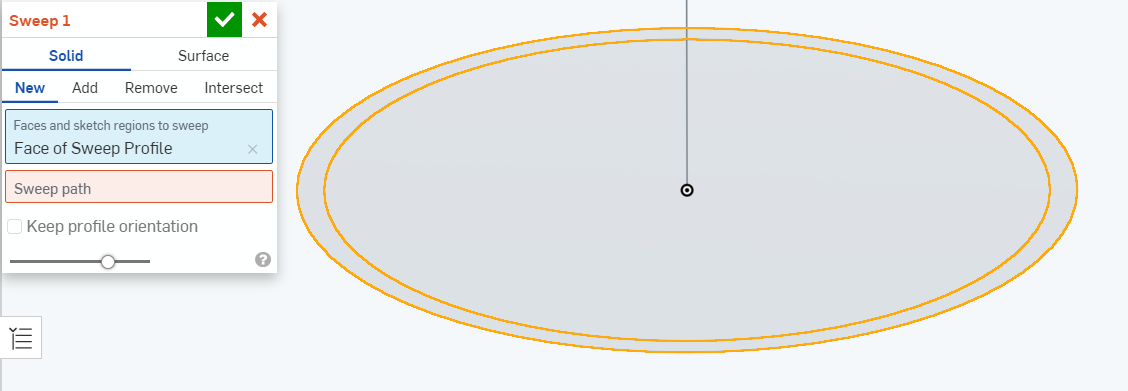 Sweep 1
Solid Surface
New Add Remove Intersect
Faces and sketch regions to sweep
Face of Sweep Profile
Sweep path
Keep profile orientation